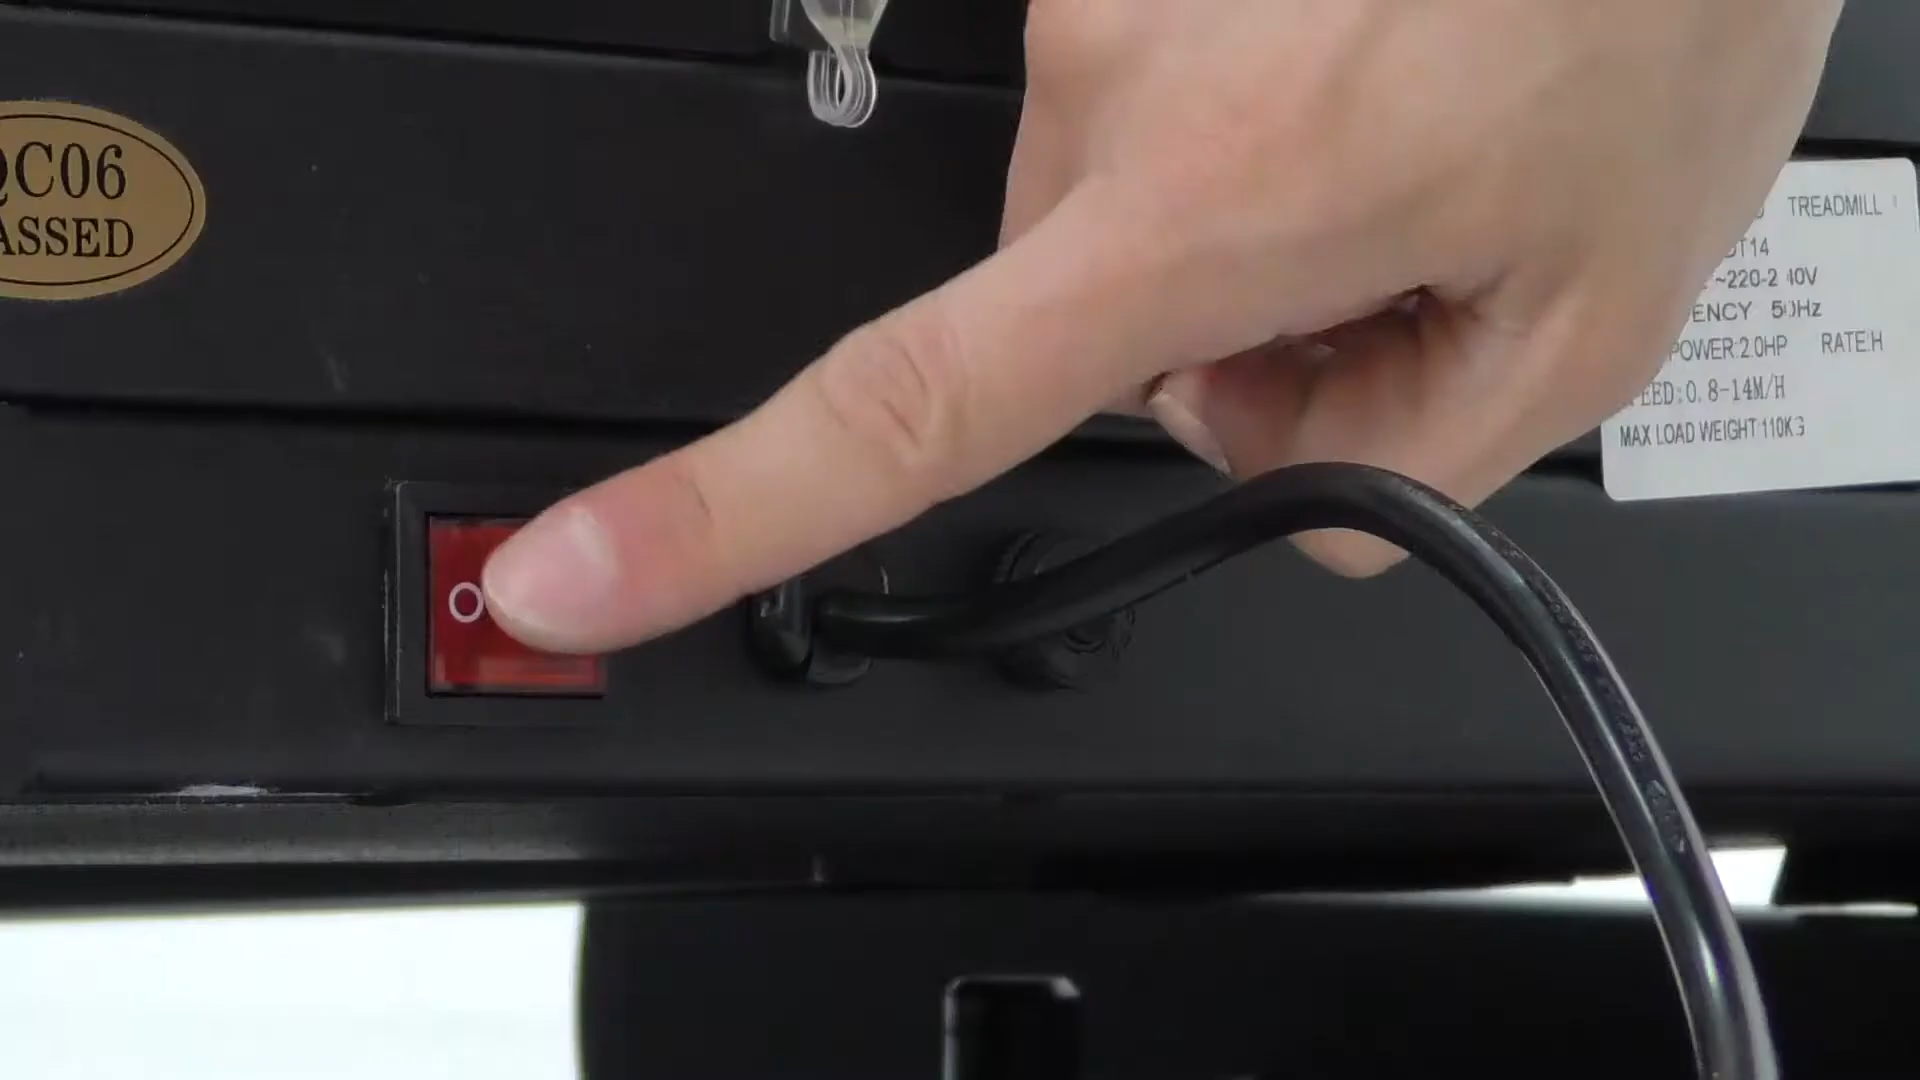 QC06
ASSED
O
TREADMILL
DT14
~220-240V
ENCY 50Hz
POWER:2.0HP RATE:H
EED:0.8-14M/H
MAX LOAD WEIGHT 110KG